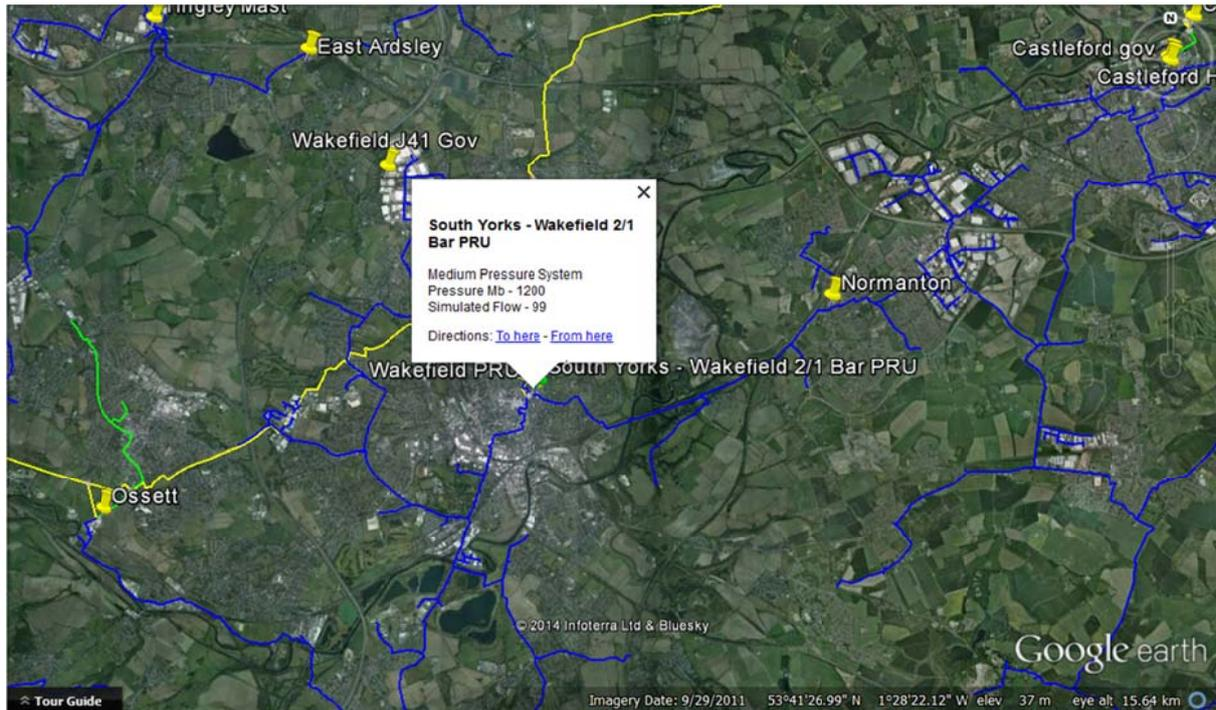 Tingley Mast
East Ardsley
Castleford gov
Castleford H
Wakefield J41 Gov
South Yorks - Wakefield 2/1
Bar PRU
Medium Pressure System
Pressure Mb - 1200
Simulated Flow - 99
Directions: To here - From here
Normanton
Wakefield PRU
South Yorks - Wakefield 2/1 Bar PRU
Ossett
© 2014 Infoterra Ltd & Bluesky
Google earth
Tour Guide
Imagery Date: 9/29/2011 53°41'26.99" N 1°28'22.12" W elev 37 m eye alt 15.64 km
N